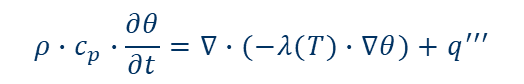 ρ · c_p · ∂θ/∂t = ∇ · (−λ(T) · ∇θ) + q′′′